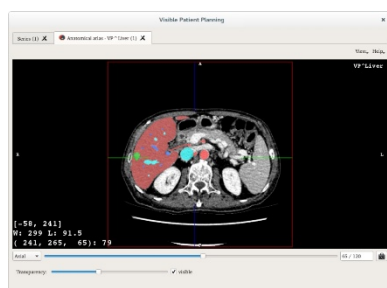 Visible Patient Planning
Series (1) Anatomical atlas - VP^Liver (1)
View, Help,
VP^Liver
A
L
[-58, 241]
W: 299 L: 91.5
( 241, 265, 65): 79
Axial 65 / 130
Transparency: visible